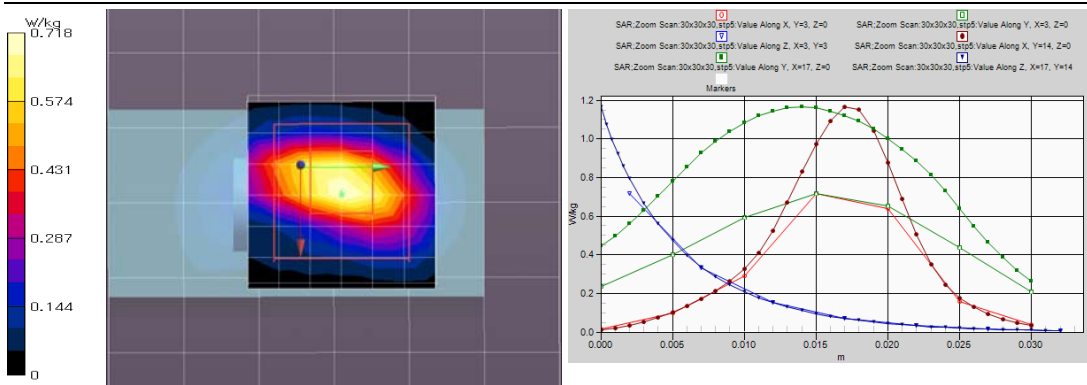 W/kg
0.718
0.574
0.431
0.287
0.144
0
SAR;Zoom Scan:30x30x30,stp5:Value Along X, Y=3, Z=0
SAR;Zoom Scan:30x30x30,stp5:Value Along Y, X=3, Z=0
SAR;Zoom Scan:30x30x30,stp5:Value Along Z, X=3, Y=3
SAR;Zoom Scan:30x30x30,stp5:Value Along X, Y=14, Z=0
SAR;Zoom Scan:30x30x30,stp5:Value Along Y, X=17, Z=0
SAR;Zoom Scan:30x30x30,stp5:Value Along Z, X=17, Y=14
Markers
W/kg
1.2
1.0
0.8
0.6
0.4
0.2
0.0
0.000 0.005 0.010 0.015 0.020 0.025 0.030
m